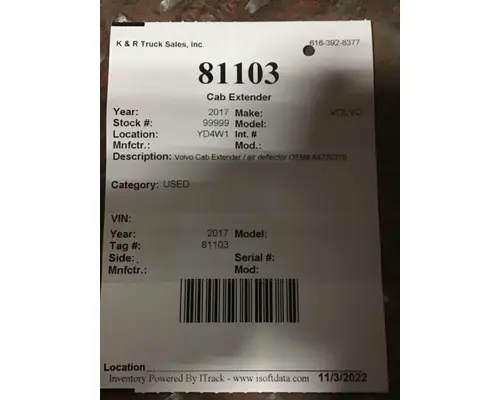 K & R Truck Sales, Inc. 616-392-8377
81103
Cab Extender
Year: 2017 Make: VOLVO
Stock #: 99999 Model:
Location: YD4W1 Int. #
Mnfctr.: Mod.:
Description: Volvo Cab Extender / air deflector OEM#
Category: USED
VIN:
Year: 2017 Model:
Tag #: 81103
Side: Serial #:
Mnfctr.: Mod:
Location
Inventory Powered By ITrack - www.isoftdata.com 11/3/2022